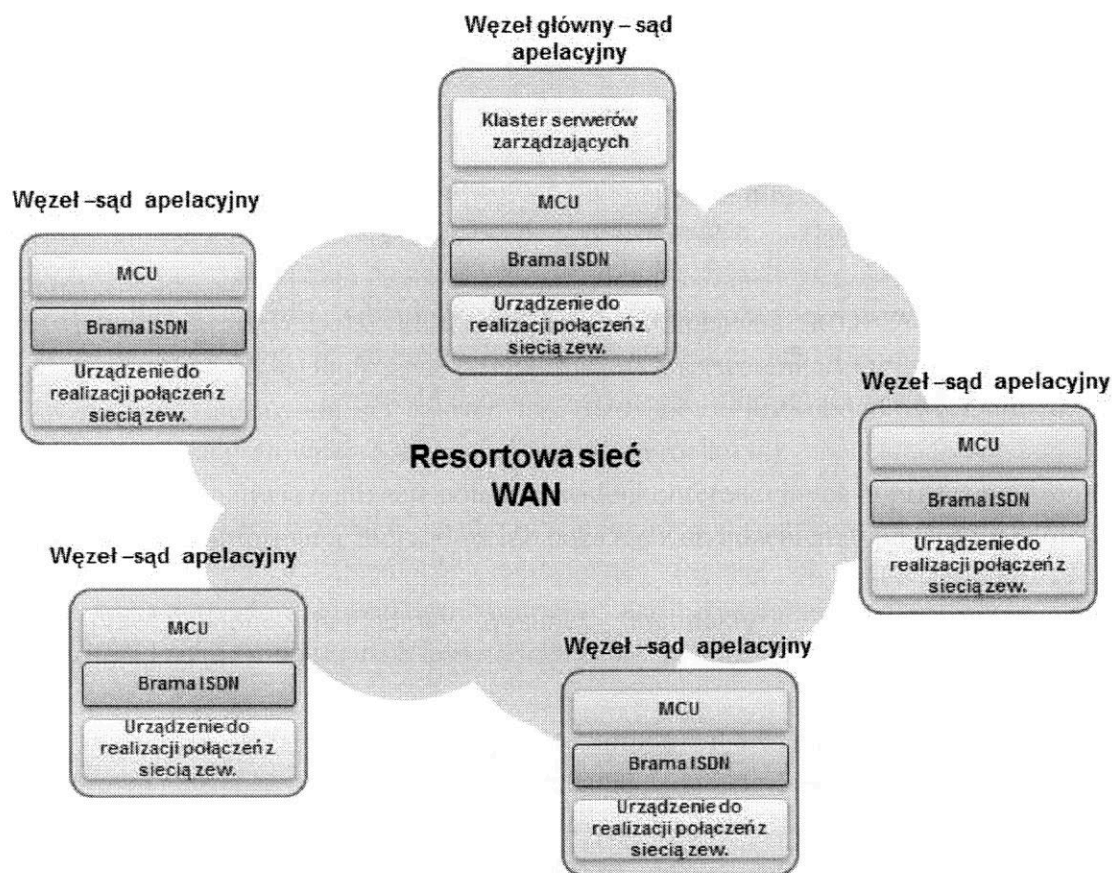 Węzeł główny – sąd
apelacyjny
Klaster serwerów
zarządzających
MCU
Brama ISDN
Urządzenie do
realizacji połączeń z
siecią zew.
Węzeł –sąd apelacyjny
MCU
Brama ISDN
Urządzenie do
realizacji połączeń z
siecią zew.
Węzeł –sąd apelacyjny
MCU
Brama ISDN
Urządzenie do
realizacji połączeń z
siecią zew.
Resortowa sieć
WAN
Węzeł –sąd apelacyjny
MCU
Brama ISDN
Urządzenie do
realizacji połączeń z
siecią zew.
Węzeł –sąd apelacyjny
MCU
Brama ISDN
Urządzenie do
realizacji połączeń z
siecią zew.